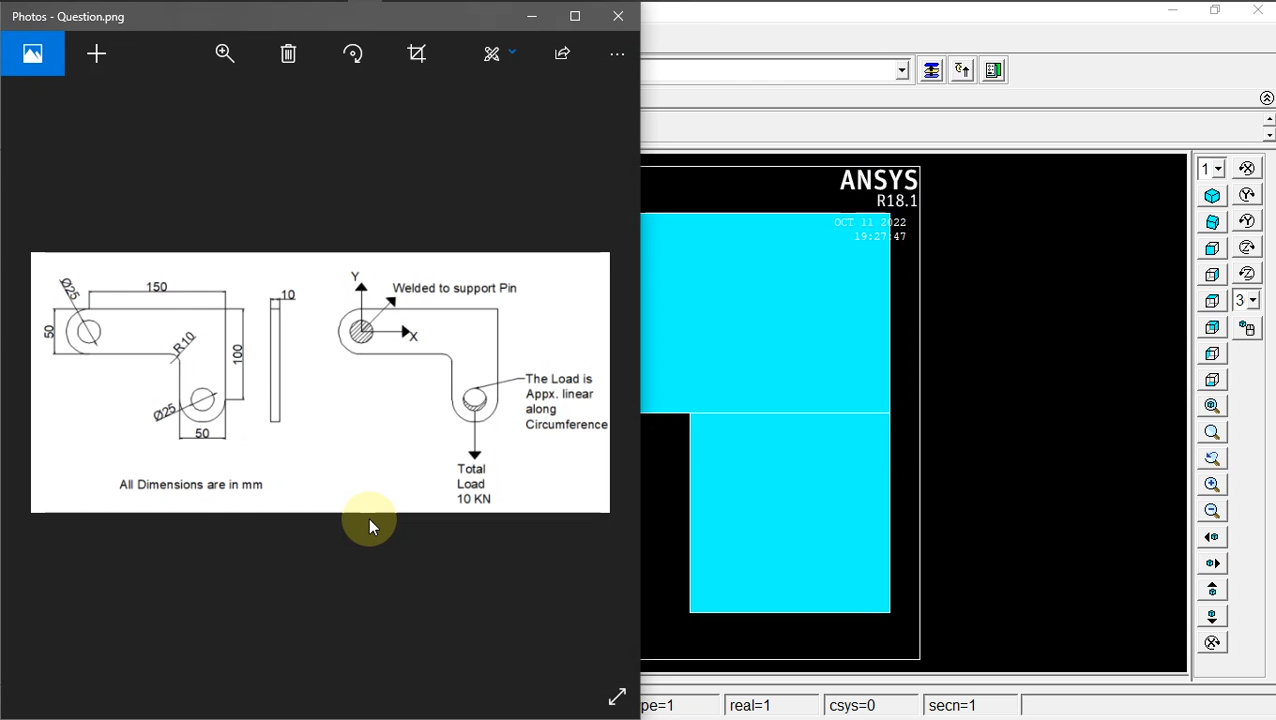 Photos - Question.png
ANSYS
R18.1
OCT 11 2022
19:27:47
1
3
Ø25
150
10
50
R10
100
Ø25
50
All Dimensions are in mm
Y
Welded to support Pin
X
The Load is
Appx. linear
along
Circumference
Total
Load
10 KN
pe=1
real=1
csys=0
secn=1